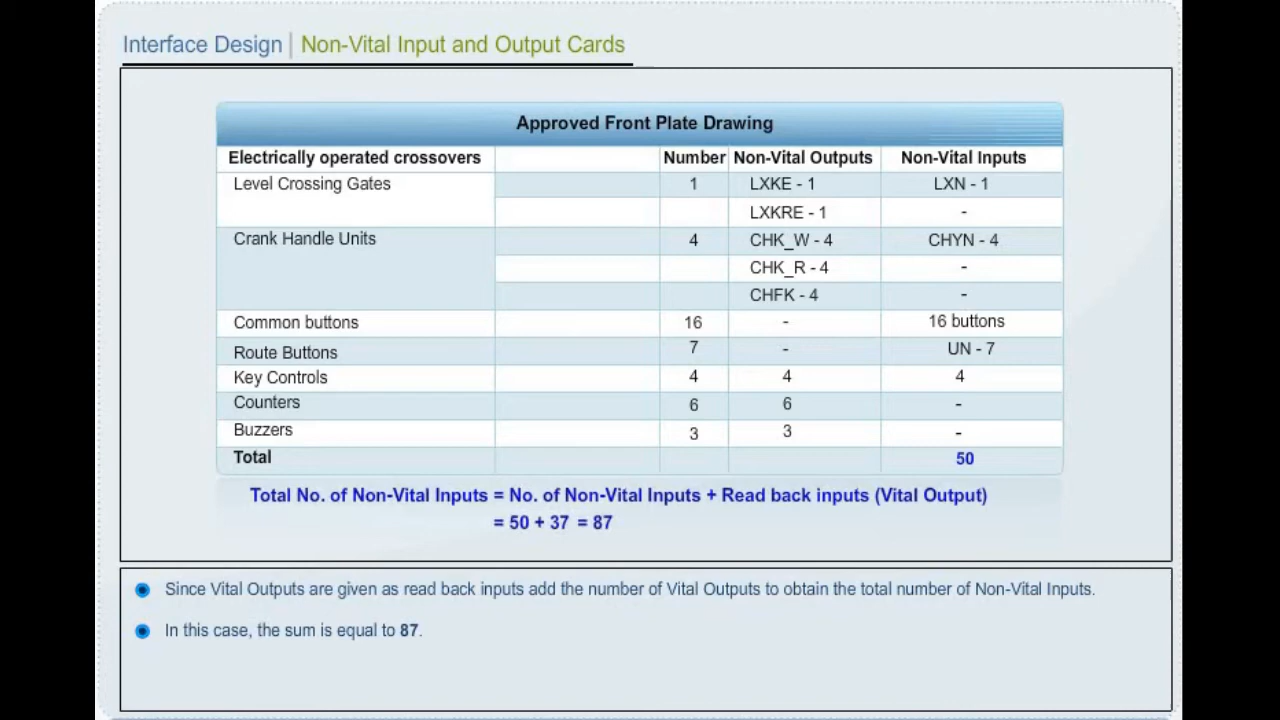 Interface Design | Non-Vital Input and Output Cards
Approved Front Plate Drawing
Electrically operated crossovers Number Non-Vital Outputs Non-Vital Inputs
Level Crossing Gates 1 LXKE - 1 LXN - 1
LXKRE - 1 -
Crank Handle Units 4 CHK_W - 4 CHYN - 4
CHK_R - 4 -
CHFK - 4 -
Common buttons 16 - 16 buttons
Route Buttons 7 - UN - 7
Key Controls 4 4 4
Counters 6 6 -
Buzzers 3 3 -
Total 50
Total No. of Non-Vital Inputs = No. of Non-Vital Inputs + Read back inputs (Vital Output)
= 50 + 37 = 87
Since Vital Outputs are given as read back inputs add the number of Vital Outputs to obtain the total number of Non-Vital Inputs.
In this case, the sum is equal to 87.